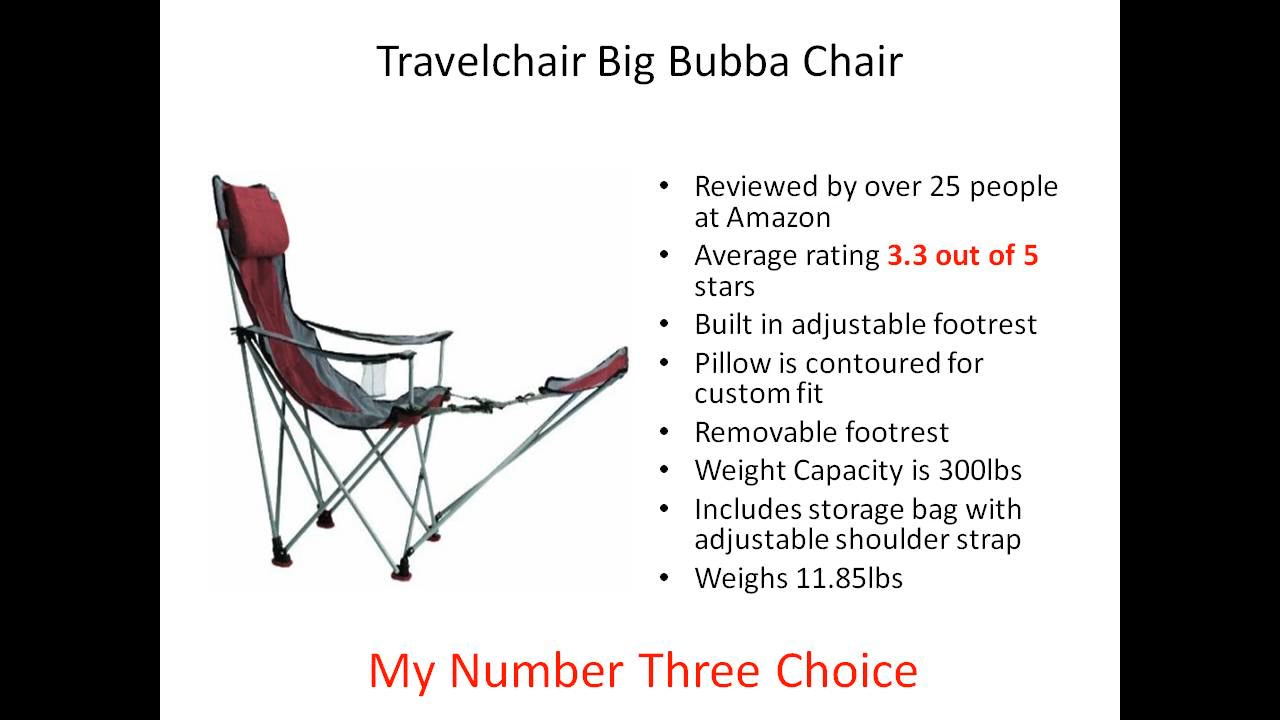 Travelchair Big Bubba Chair
• Reviewed by over 25 people
at Amazon
• Average rating 3.3 out of 5
stars
• Built in adjustable footrest
• Pillow is contoured for
custom fit
• Removable footrest
• Weight Capacity is 300lbs
• Includes storage bag with
adjustable shoulder strap
• Weighs 11.85lbs
My Number Three Choice